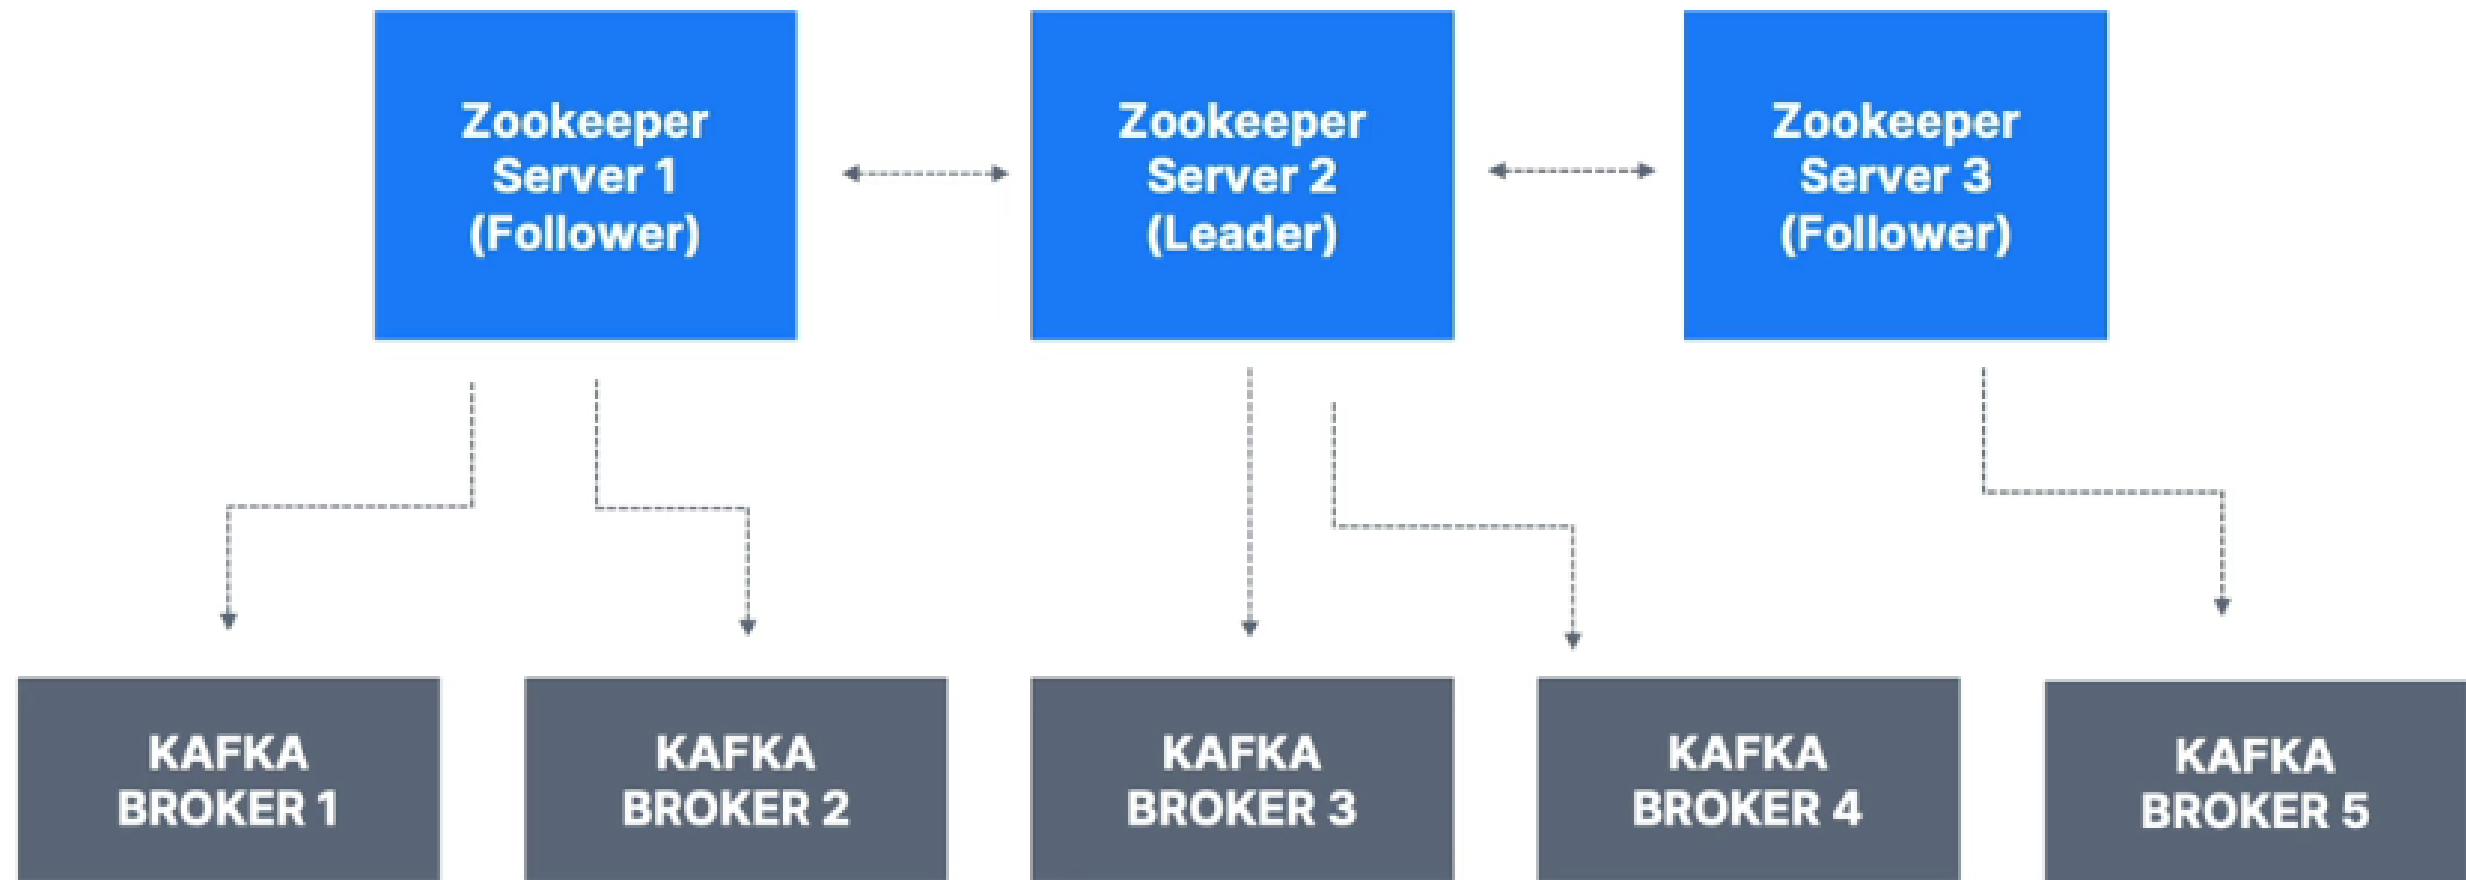 Zookeeper
Server 1
(Follower)
Zookeeper
Server 2
(Leader)
Zookeeper
Server 3
(Follower)
KAFKA
BROKER 1
KAFKA
BROKER 2
KAFKA
BROKER 3
KAFKA
BROKER 4
KAFKA
BROKER 5